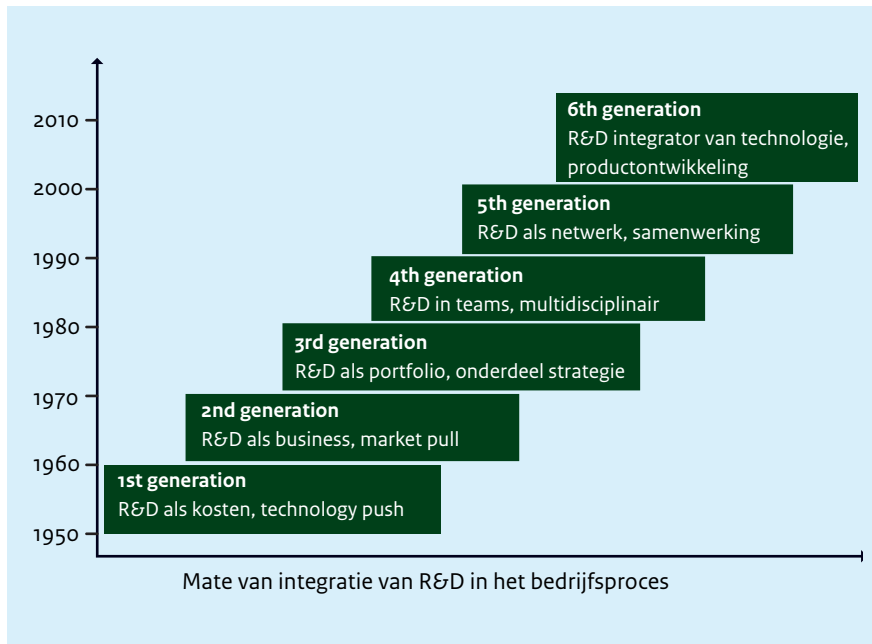 2010
6th generation
R&D integrator van technologie,
productontwikkeling
2000
5th generation
R&D als netwerk, samenwerking
1990
4th generation
R&D in teams, multidisciplinair
1980
3rd generation
R&D als portfolio, onderdeel strategie
1970
2nd generation
R&D als business, market pull
1960
1st generation
R&D als kosten, technology push
1950
Mate van integratie van R&D in het bedrijfsproces